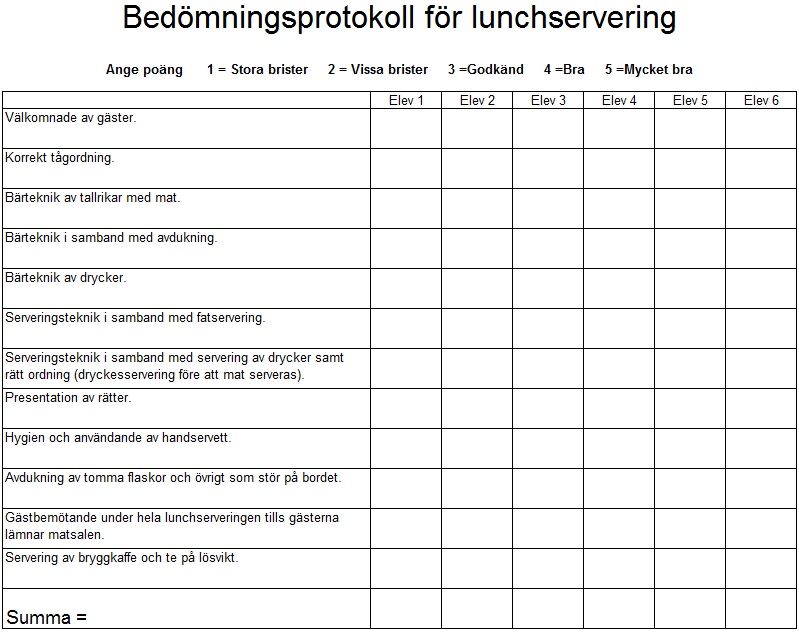 Bedömningsprotokoll för lunchservering
Ange poäng 1 = Stora brister 2 = Vissa brister 3 =Godkänd 4 =Bra 5 =Mycket bra
Elev 1 Elev 2 Elev 3 Elev 4 Elev 5 Elev 6
Välkomnade av gäster.
Korrekt tågordning.
Bärteknik av tallrikar med mat.
Bärteknik i samband med avdukning.
Bärteknik av drycker.
Serveringsteknik i samband med fatservering.
Serveringsteknik i samband med servering av drycker samt
rätt ordning (dryckesservering före att mat serveras).
Presentation av rätter.
Hygien och användande av handservett.
Avdukning av tomma flaskor och övrigt som stör på bordet.
Gästbemötande under hela lunchserveringen tills gästerna
lämnar matsalen.
Servering av bryggkaffe och te på lösvikt.
Summa =